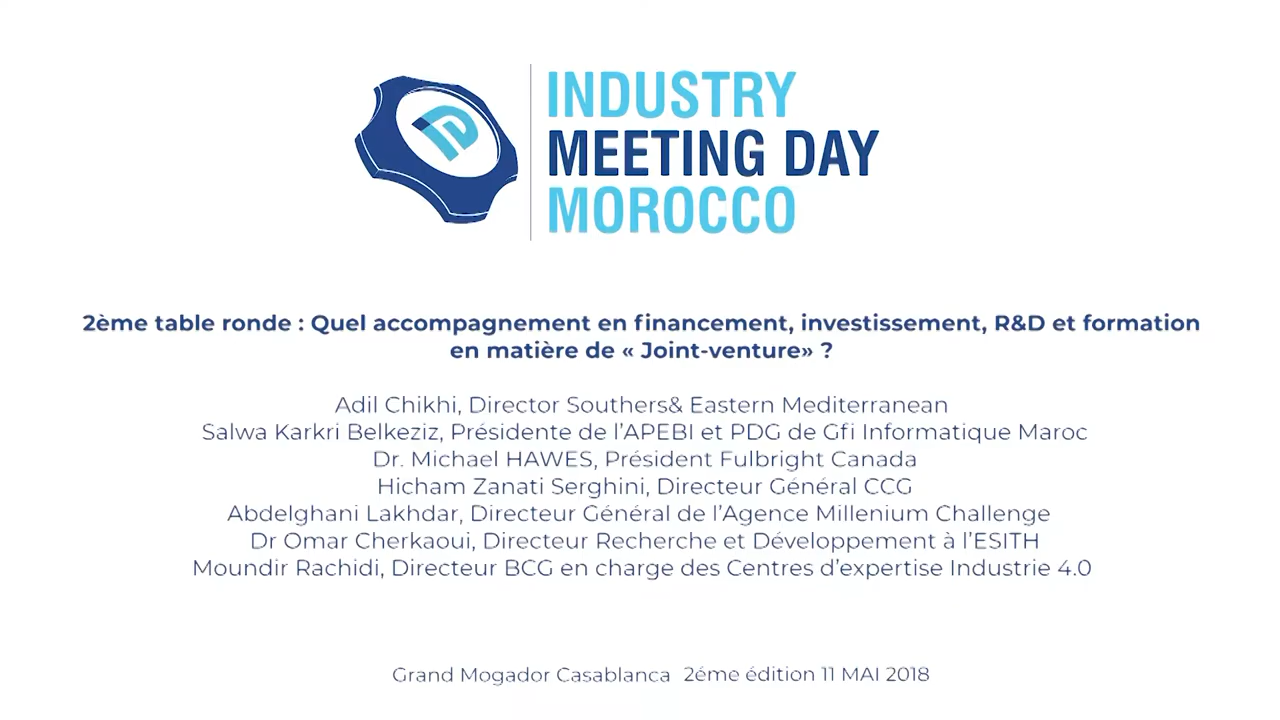 INDUSTRY
MEETING DAY
MOROCCO
2ème table ronde : Quel accompagnement en financement, investissement, R&D et formation
en matière de « Joint-venture» ?
Adil Chikhi, Director Southers& Eastern Mediterranean
Salwa Karkri Belkeziz, Présidente de l’APEBI et PDG de Gfi Informatique Maroc
Dr. Michael HAWES, Président Fulbright Canada
Hicham Zanati Serghini, Directeur Général CCG
Abdelghani Lakhdar, Directeur Général de l’Agence Millenium Challenge
Dr Omar Cherkaoui, Directeur Recherche et Développement à l’ESITH
Moundir Rachidi, Directeur BCG en charge des Centres d’expertise Industrie 4.0
Grand Mogador Casablanca 2éme édition 11 MAI 2018